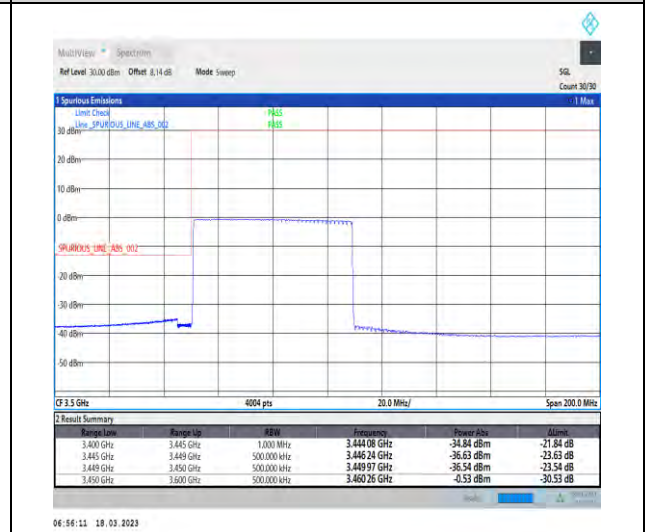 MultiView Spectrum
Ref Level 30.00 dBm Offset 8.14 dB Mode Sweep SGL
Count 30/30
1 Spurious Emissions 1 Max
Limit Check PASS
Line _SPURIOUS_LINE_ABS_002 PASS
30 dBm
20 dBm
10 dBm
0 dBm
SPURIOUS_LINE_ABS_002
-20 dBm
-30 dBm
-40 dBm
-50 dBm
CF 3.5 GHz 4004 pts 20.0 MHz/ Span 200.0 MHz
2 Result Summary
Range Low Range Up RBW Frequency Power Abs ΔLimit
3.400 GHz 3.445 GHz 1.000 MHz 3.444 08 GHz -34.84 dBm -21.84 dB
3.445 GHz 3.449 GHz 500.000 kHz 3.446 24 GHz -36.63 dBm -23.63 dB
3.449 GHz 3.450 GHz 500.000 kHz 3.449 97 GHz -36.54 dBm -23.54 dB
3.450 GHz 3.600 GHz 500.000 kHz 3.460 26 GHz -0.53 dBm -30.53 dB
06:56:11 18.03.2023